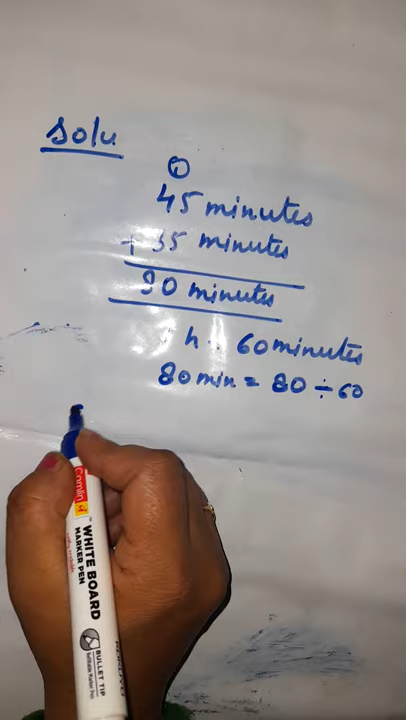 Solu
1
45 minutes
+ 35 minutes
80 minutes
h 60 minutes
80 min = 80 ÷ 60
Camlin
WHITE BOARD
MARKER PEN
BULLET TIP